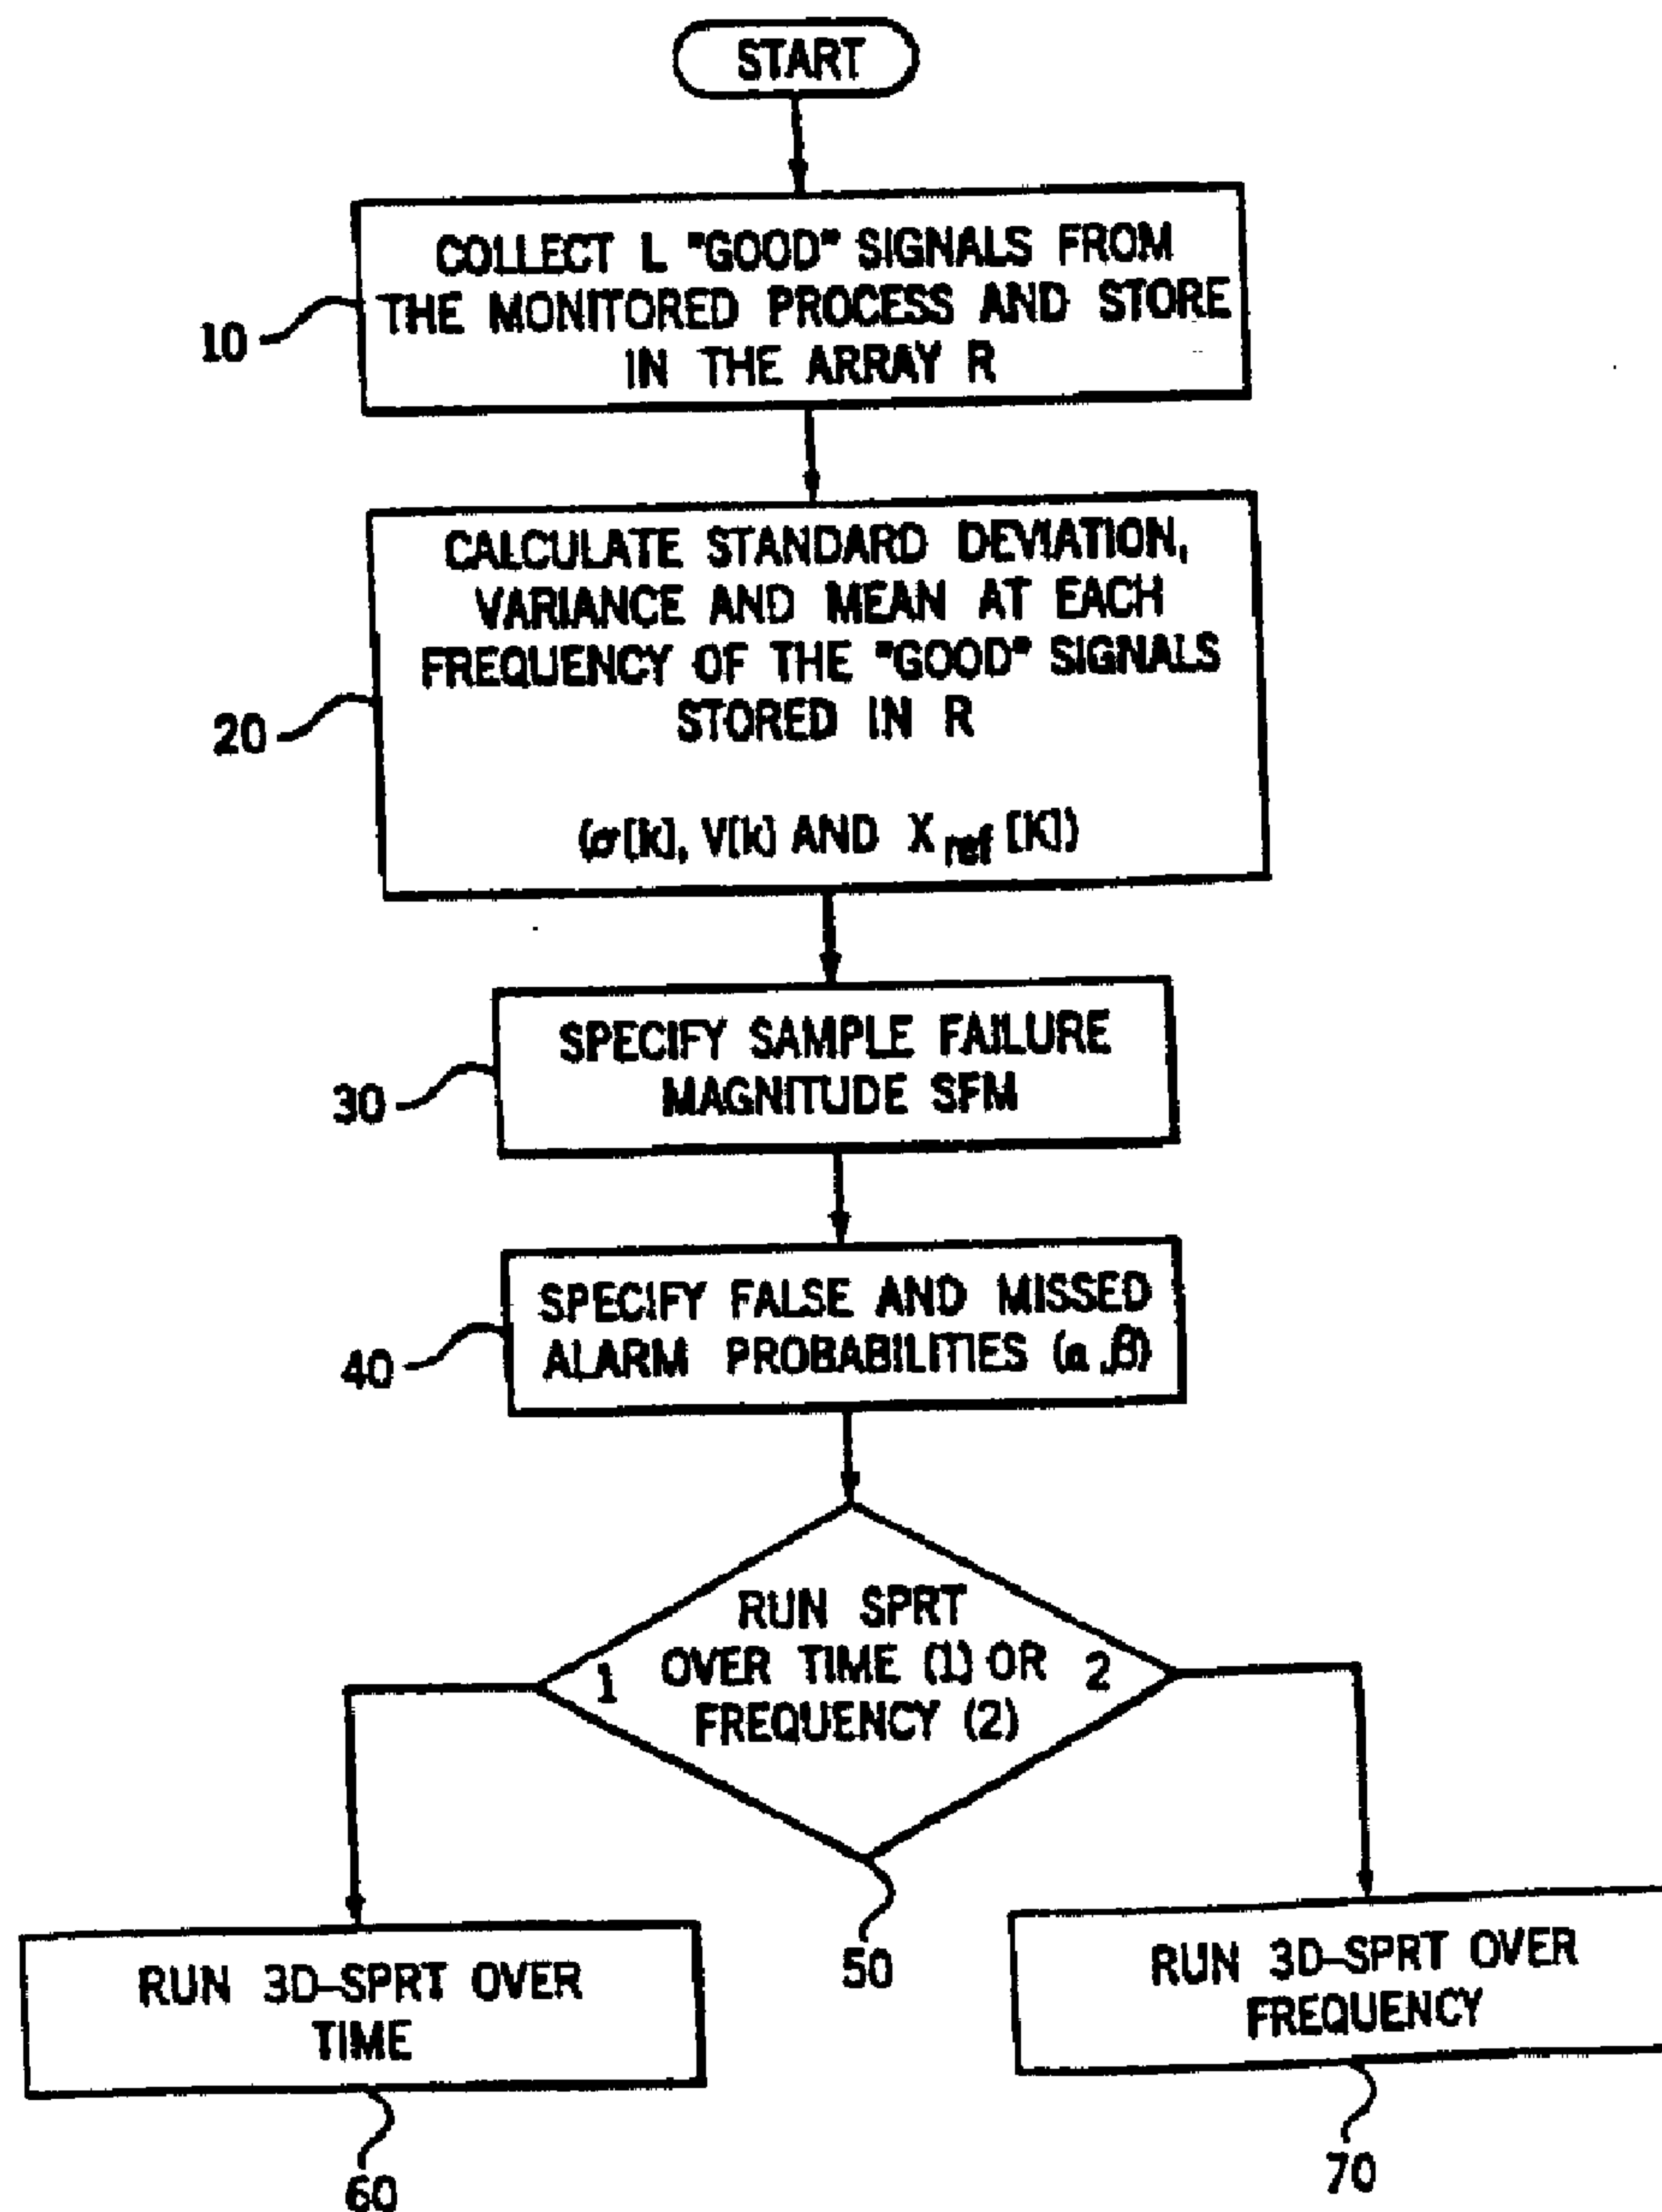 START
COLLECT L "GOOD" SIGNALS FROM
THE MONITORED PROCESS AND STORE
IN THE ARRAY R
10
CALCULATE STANDARD DEVIATION,
VARIANCE AND MEAN AT EACH
FREQUENCY OF THE "GOOD" SIGNALS
STORED IN R
20
(σ[k], V[k] AND X ref [K])
SPECIFY SAMPLE FAILURE
MAGNITUDE SFM
30
SPECIFY FALSE AND MISSED
ALARM PROBABILITIES (α,β)
40
RUN SPRT
1 OVER TIME (1) OR 2
FREQUENCY (2)
50
RUN 3D-SPRT OVER
TIME
60
RUN 3D-SPRT OVER
FREQUENCY
70